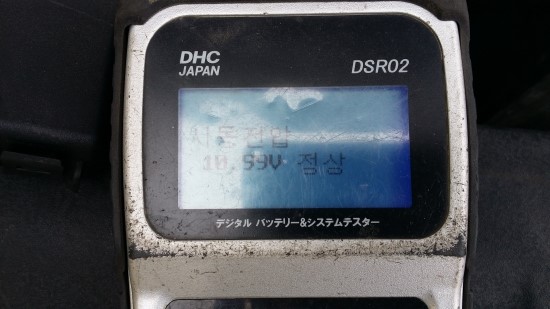 DHC
JAPAN
DSR02
시동전압
10.59V 정상
デジタル バッテリー&システムテスター